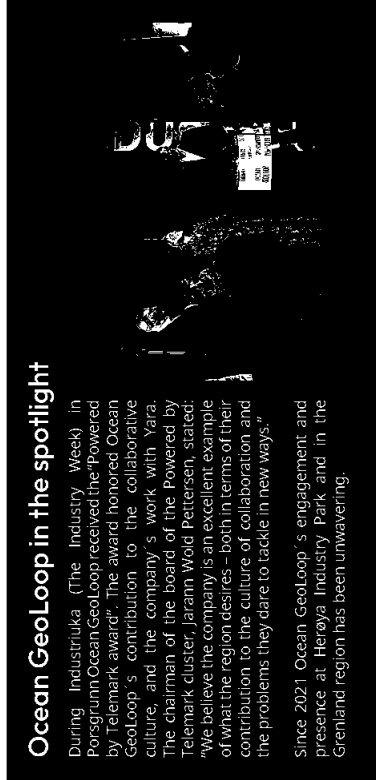 Ocean GeoLoop in the spotlight
During Industriuka (The Industry Week) in
Porsgrunn Ocean GeoLoop received the "Powered
by Telemark award". The award honored Ocean
GeoLoop´s contribution to the collaborative
culture, and the company´s work with Yara.
The chairman of the board of the Powered by
Telemark cluster, Jarann Wold Pettersen, stated:
"We believe the company is an excellent example
of what the region desires – both in terms of their
contribution to the culture of collaboration and
the problems they dare to tackle in new ways."
Since 2021 Ocean GeoLoop´s engagement and
presence at Herøya Industry Park and in the
Grenland region has been unwavering.
DU